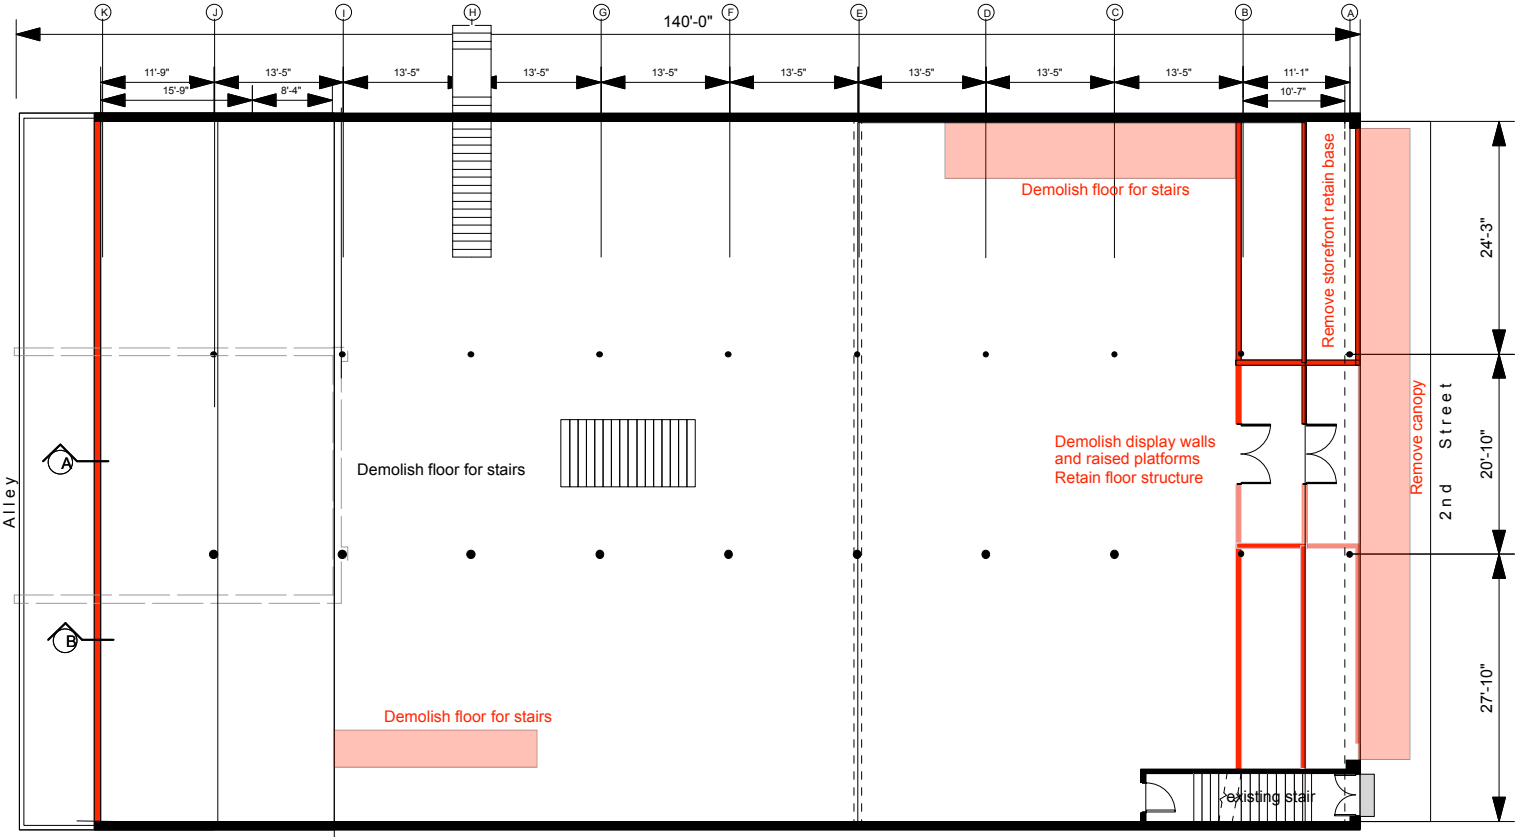 K J I H G F E D C B A
140'-0"
11'-9" 13'-5" 13'-5" 13'-5" 13'-5" 13'-5" 13'-5" 13'-5" 13'-5" 11'-1"
15'-9" 8'-4" 10'-7"
Demolish floor for stairs
Remove storefront retain base
24'-3"
Remove canopy
2nd Street
20'-10"
Demolish display walls
and raised platforms
Retain floor structure
Demolish floor for stairs
A
Alley
B
27'-10"
Demolish floor for stairs
existing stair